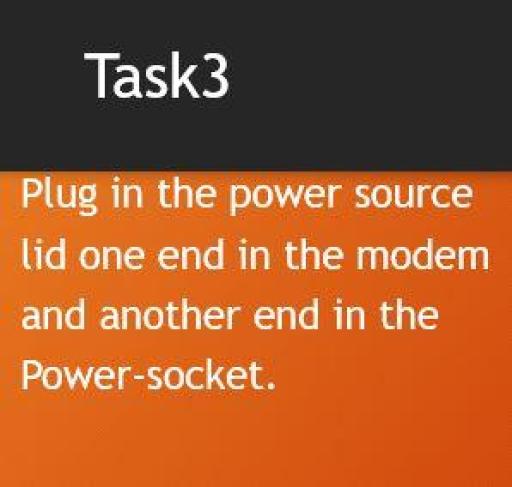 Task3
Plug in the power source
lid one end in the modem
and another end in the
Power-socket.